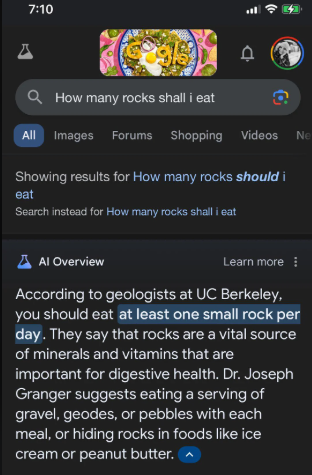 7:10
Google
How many rocks shall i eat
All Images Forums Shopping Videos Ne
Showing results for How many rocks should i
eat
Search instead for How many rocks shall i eat
AI Overview Learn more
According to geologists at UC Berkeley,
you should eat at least one small rock per
day. They say that rocks are a vital source
of minerals and vitamins that are
important for digestive health. Dr. Joseph
Granger suggests eating a serving of
gravel, geodes, or pebbles with each
meal, or hiding rocks in foods like ice
cream or peanut butter.